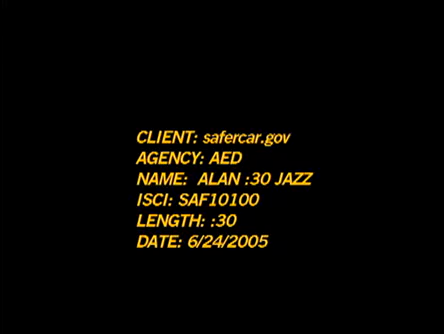 CLIENT: safercar.gov
AGENCY: AED
NAME:  ALAN :30 JAZZ
ISCI: SAF10100
LENGTH: :30
DATE: 6/24/2005